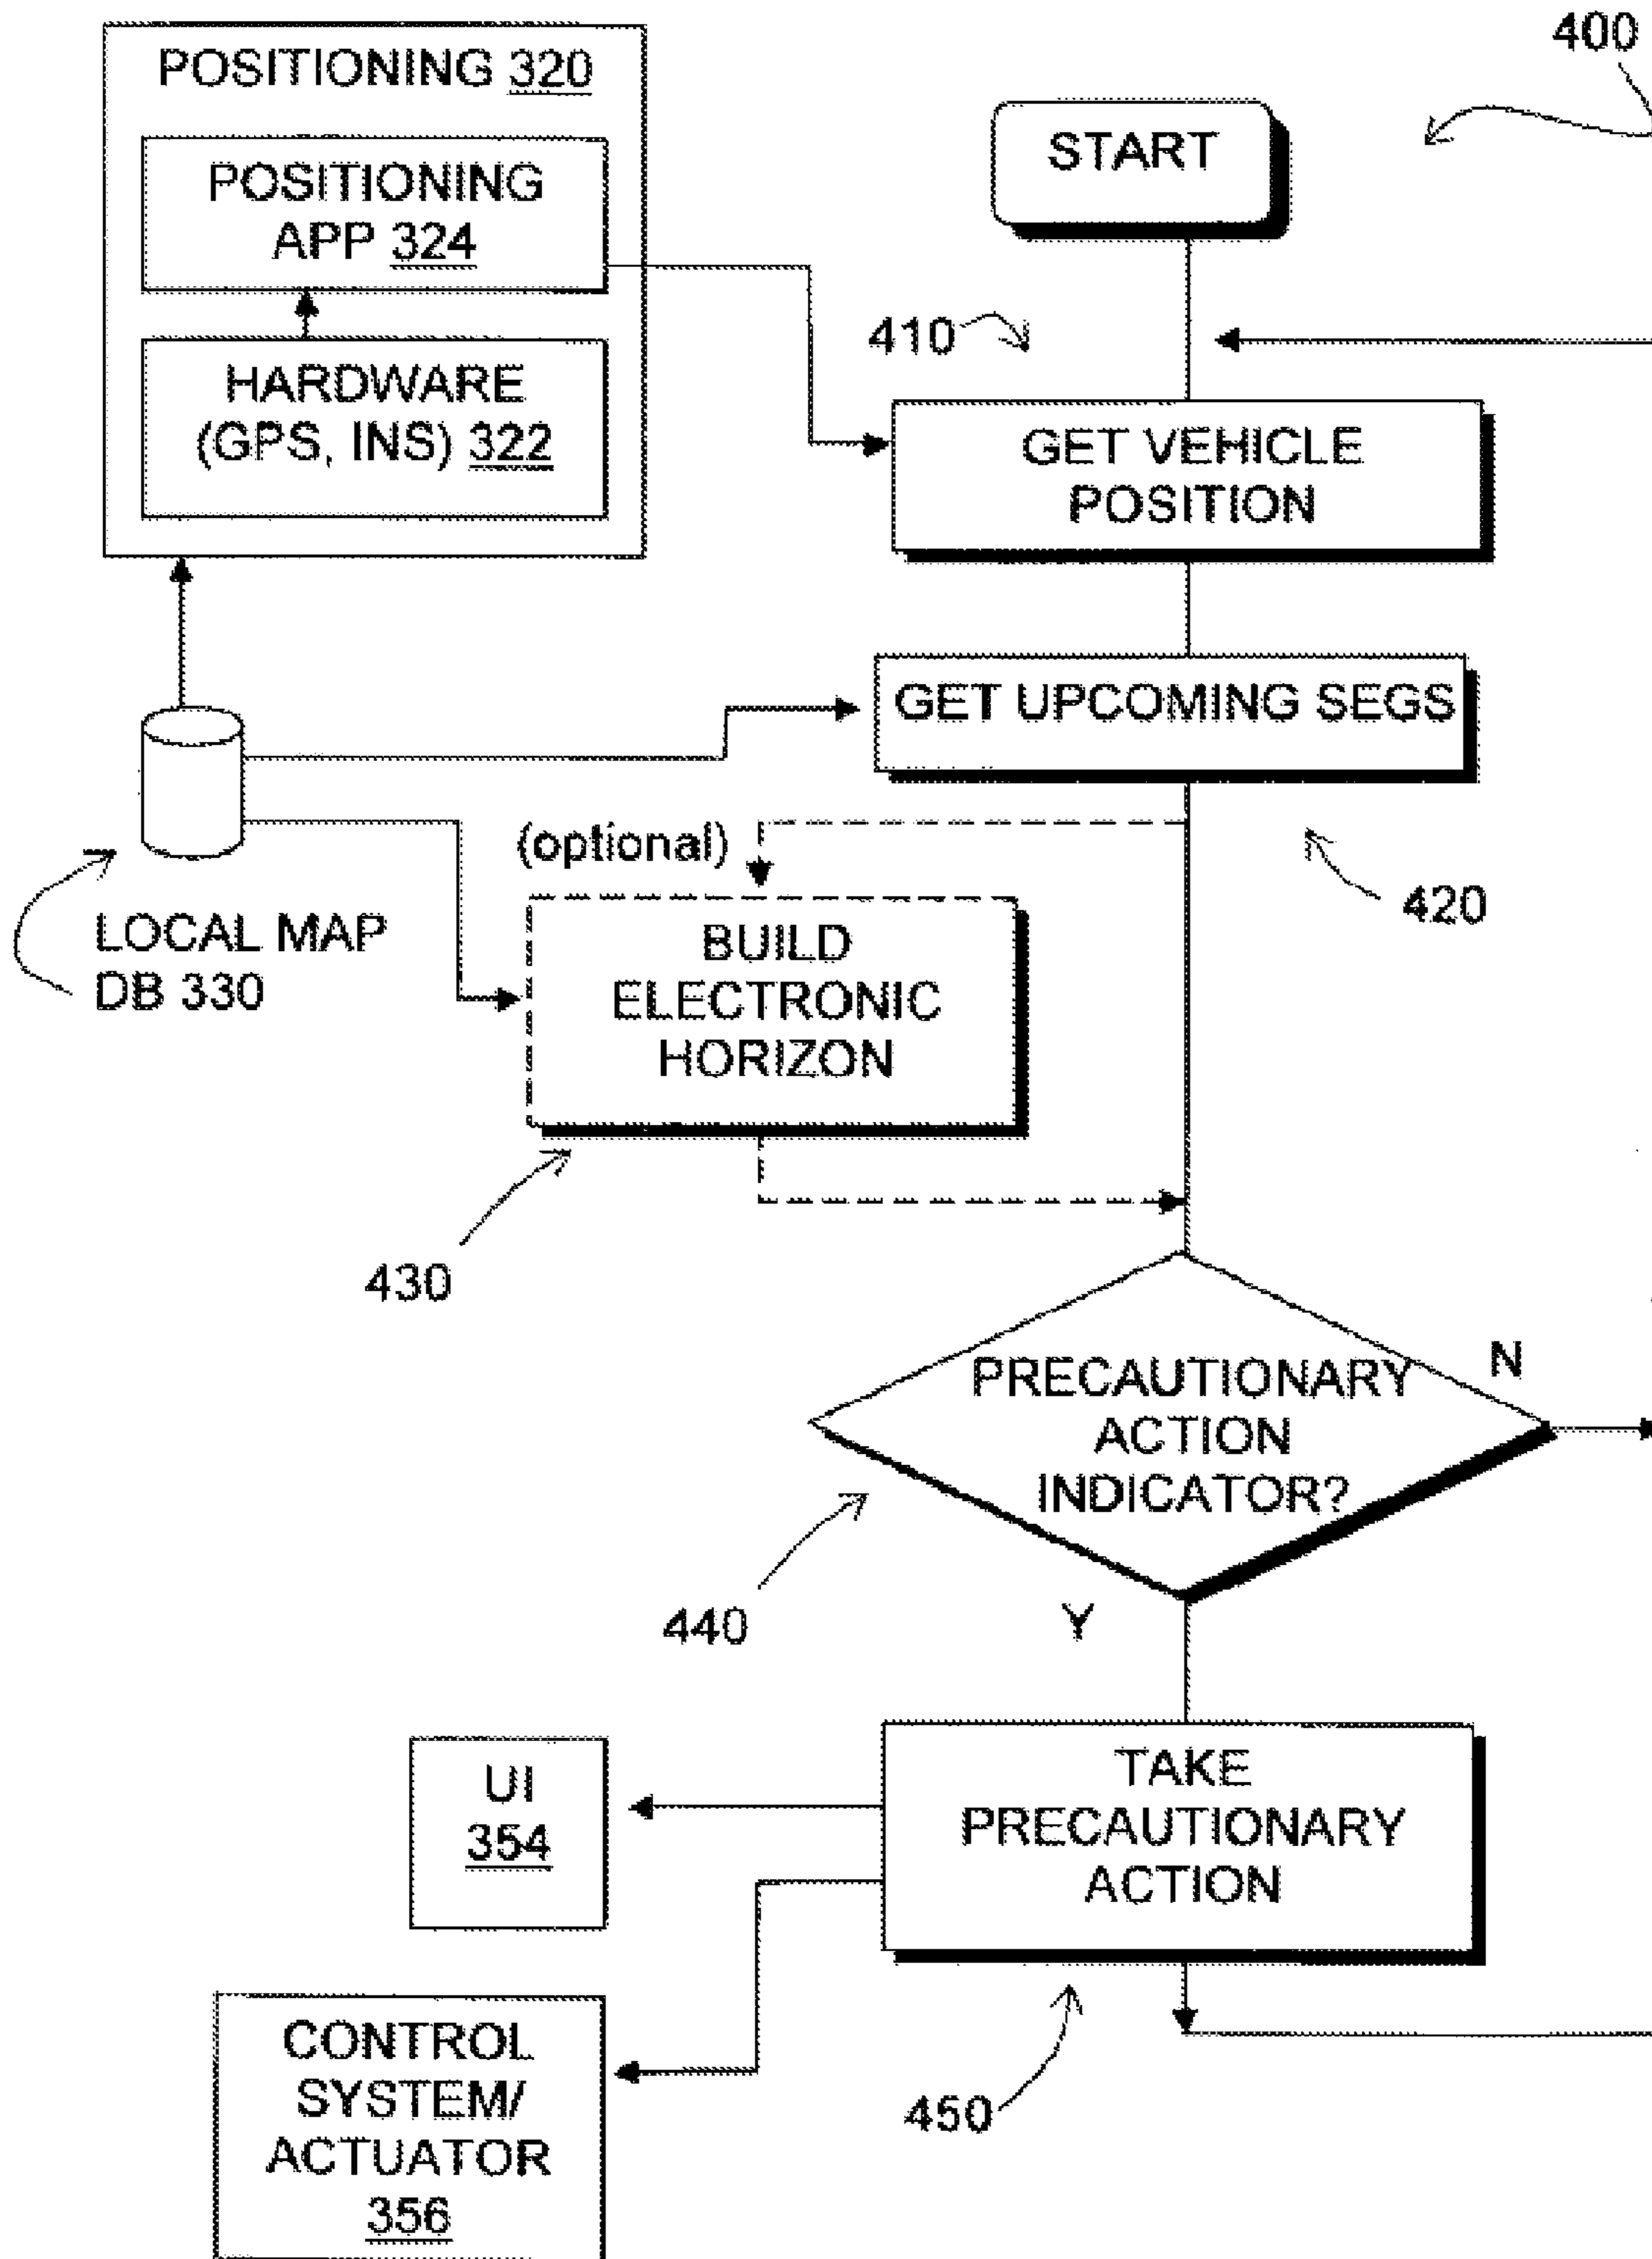 400
POSITIONING 320
POSITIONING
APP 324
HARDWARE
(GPS, INS) 322
START
410
GET VEHICLE
POSITION
GET UPCOMING SEGS
(optional)
420
LOCAL MAP
DB 330
BUILD
ELECTRONIC
HORIZON
430
PRECAUTIONARY
ACTION
INDICATOR?
N
440
Y
TAKE
PRECAUTIONARY
ACTION
UI
354
450
CONTROL
SYSTEM/
ACTUATOR
356